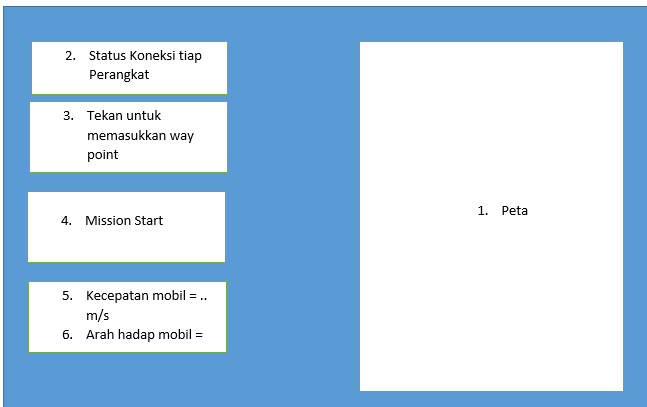 2. Status Koneksi tiap
Perangkat
3. Tekan untuk
memasukkan way
point
4. Mission Start
5. Kecepatan mobil = ..
m/s
6. Arah hadap mobil =
1. Peta